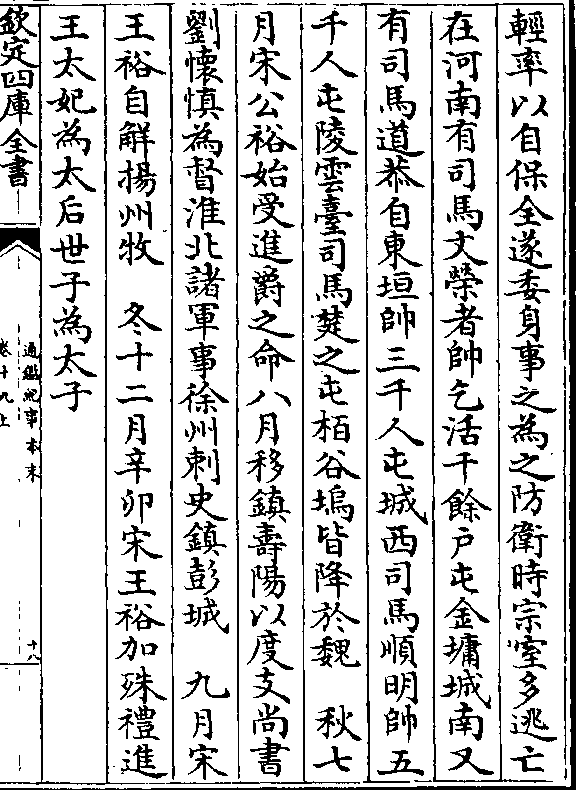 輕率以自保全遂委身事之為之防衛時宗室多逃亡
在河南有司馬文榮者帥乞活千餘戶屯金墉城南又
有司馬道恭自東垣帥三千人屯城西司馬順明帥五
千人屯陵雲臺司馬楚之屯栢谷塢皆降於魏　秋七
月宋公裕始受進爵之命八月移鎮壽陽以度支尚書
劉懷慎為督淮北諸軍事徐州刺史鎮彭城　九月宋
王裕自解揚州牧　冬十二月辛卯宋王裕加殊禮進
王太妃為太后世子為太子
欽定四庫全書
通鑑紀事本末
卷十九上
十八